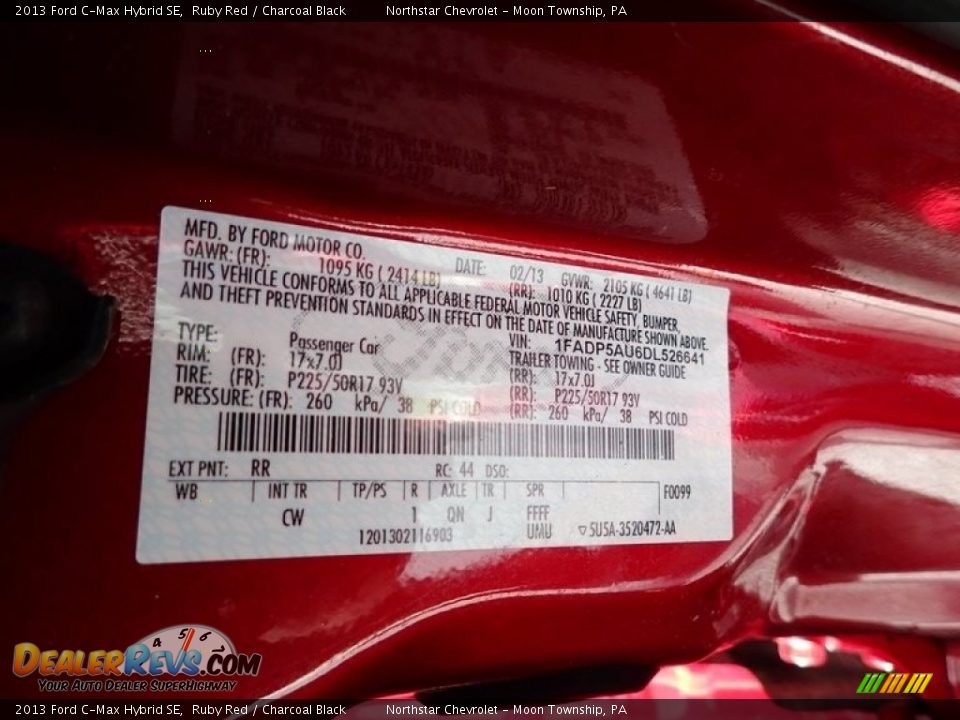 2013 Ford C-Max Hybrid SE, Ruby Red / Charcoal Black Northstar Chevrolet - Moon Township, PA
MFD. BY FORD MOTOR CO. DATE: 02/13 GVWR: 2105 KG ( 4641 LB)
GAWR: (FR): 1095 KG ( 2414 LB) (RR): 1010 KG ( 2227 LB)
THIS VEHICLE CONFORMS TO ALL APPLICABLE FEDERAL MOTOR VEHICLE SAFETY, BUMPER,
AND THEFT PREVENTION STANDARDS IN EFFECT ON THE DATE OF MANUFACTURE SHOWN ABOVE.
VIN: 1FADP5AU6DL526641
TYPE: Passenger Car TRAILER TOWING - SEE OWNER GUIDE
RIM: (FR): 17x7.0J (RR): 17x7.0J
TIRE: (FR): P225/50R17 93V (RR): P225/50R17 93V
PRESSURE: (FR): 260 kPa/ 38 PSI COLD (RR): 260 kPa/ 38 PSI COLD
EXT PNT: RR RC: 44 DSO:
WB INT TR TP/PS R AXLE TR SPR F0099
CW 1 QN J FFFF
1201302116903 UMU ▽5U5A-3520472-AA
4 5 6
DEALERREVS.COM
YOUR AUTO DEALER SUPERHIGHWAY
2013 Ford C-Max Hybrid SE, Ruby Red / Charcoal Black Northstar Chevrolet - Moon Township, PA